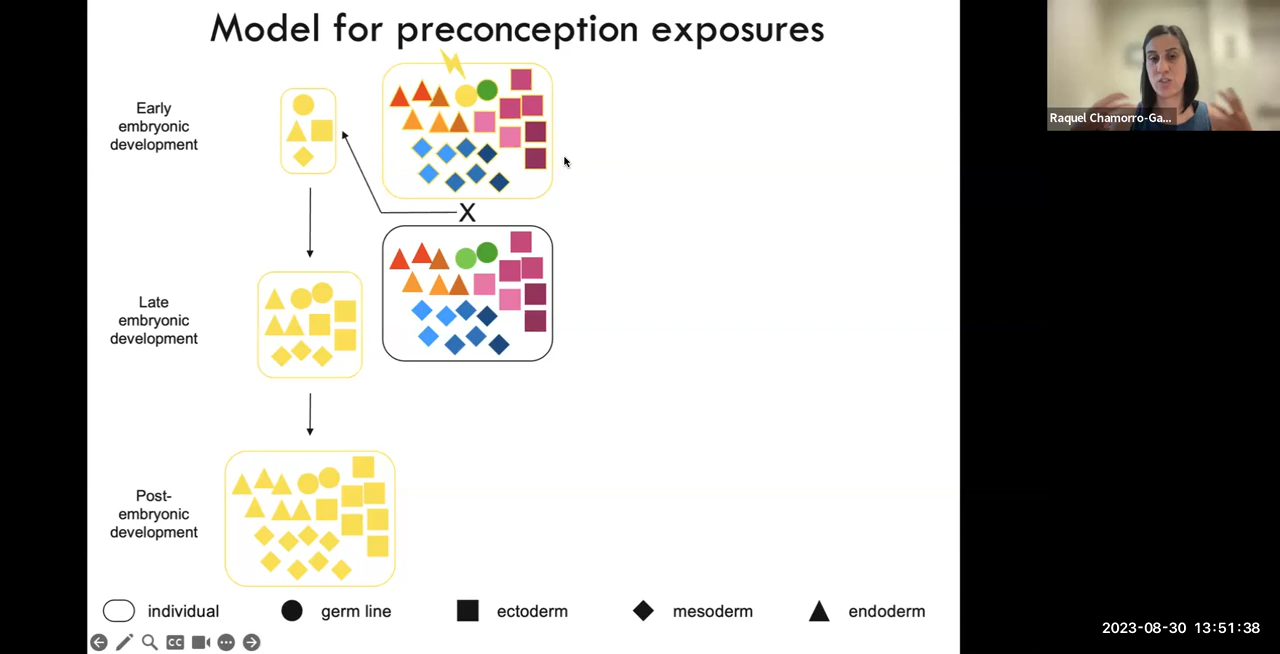 Model for preconception exposures
Early
embryonic
development
X
Late
embryonic
development
Post-
embryonic
development
individual
germ line
ectoderm
mesoderm
endoderm
CC
Raquel Chamorro-Ga...
2023-08-30 13:51:38